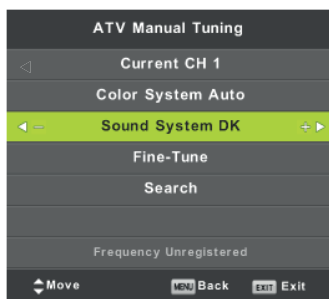 ATV Manual Tuning
Current CH 1
Color System Auto
Sound System DK
Fine-Tune
Search
Frequency Unregistered
Move MENU Back EXIT Exit